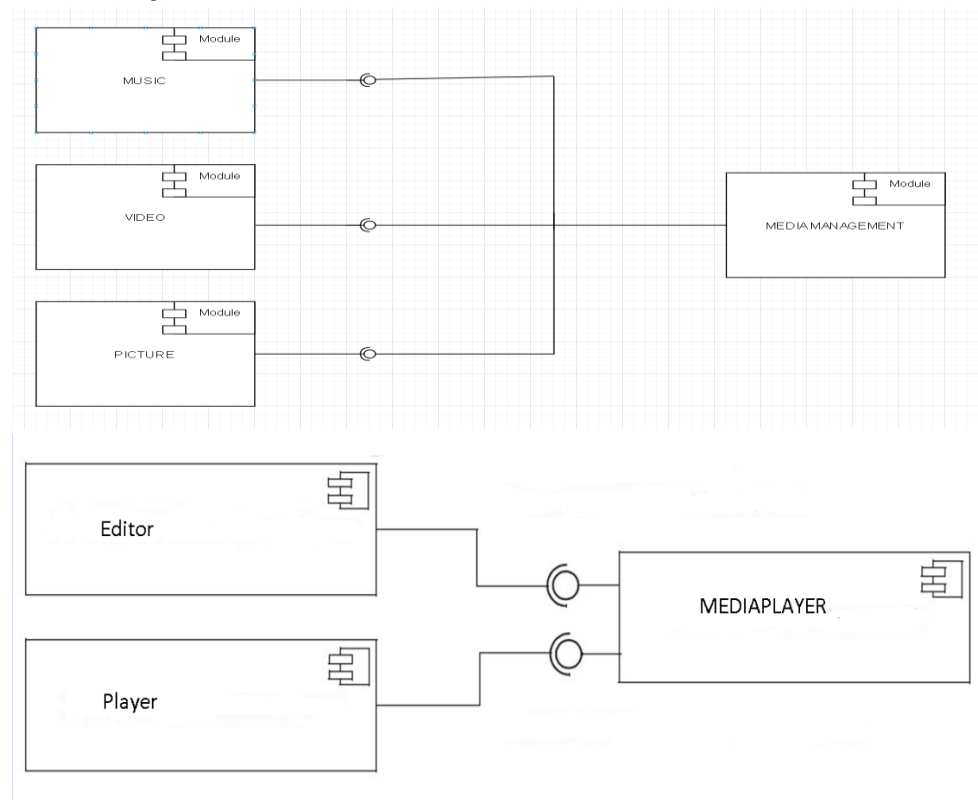 Module
MUSIC
Module
VIDEO
Module
MEDIA MANAGEMENT
Module
PICTURE
Editor
MEDIAPLAYER
Player